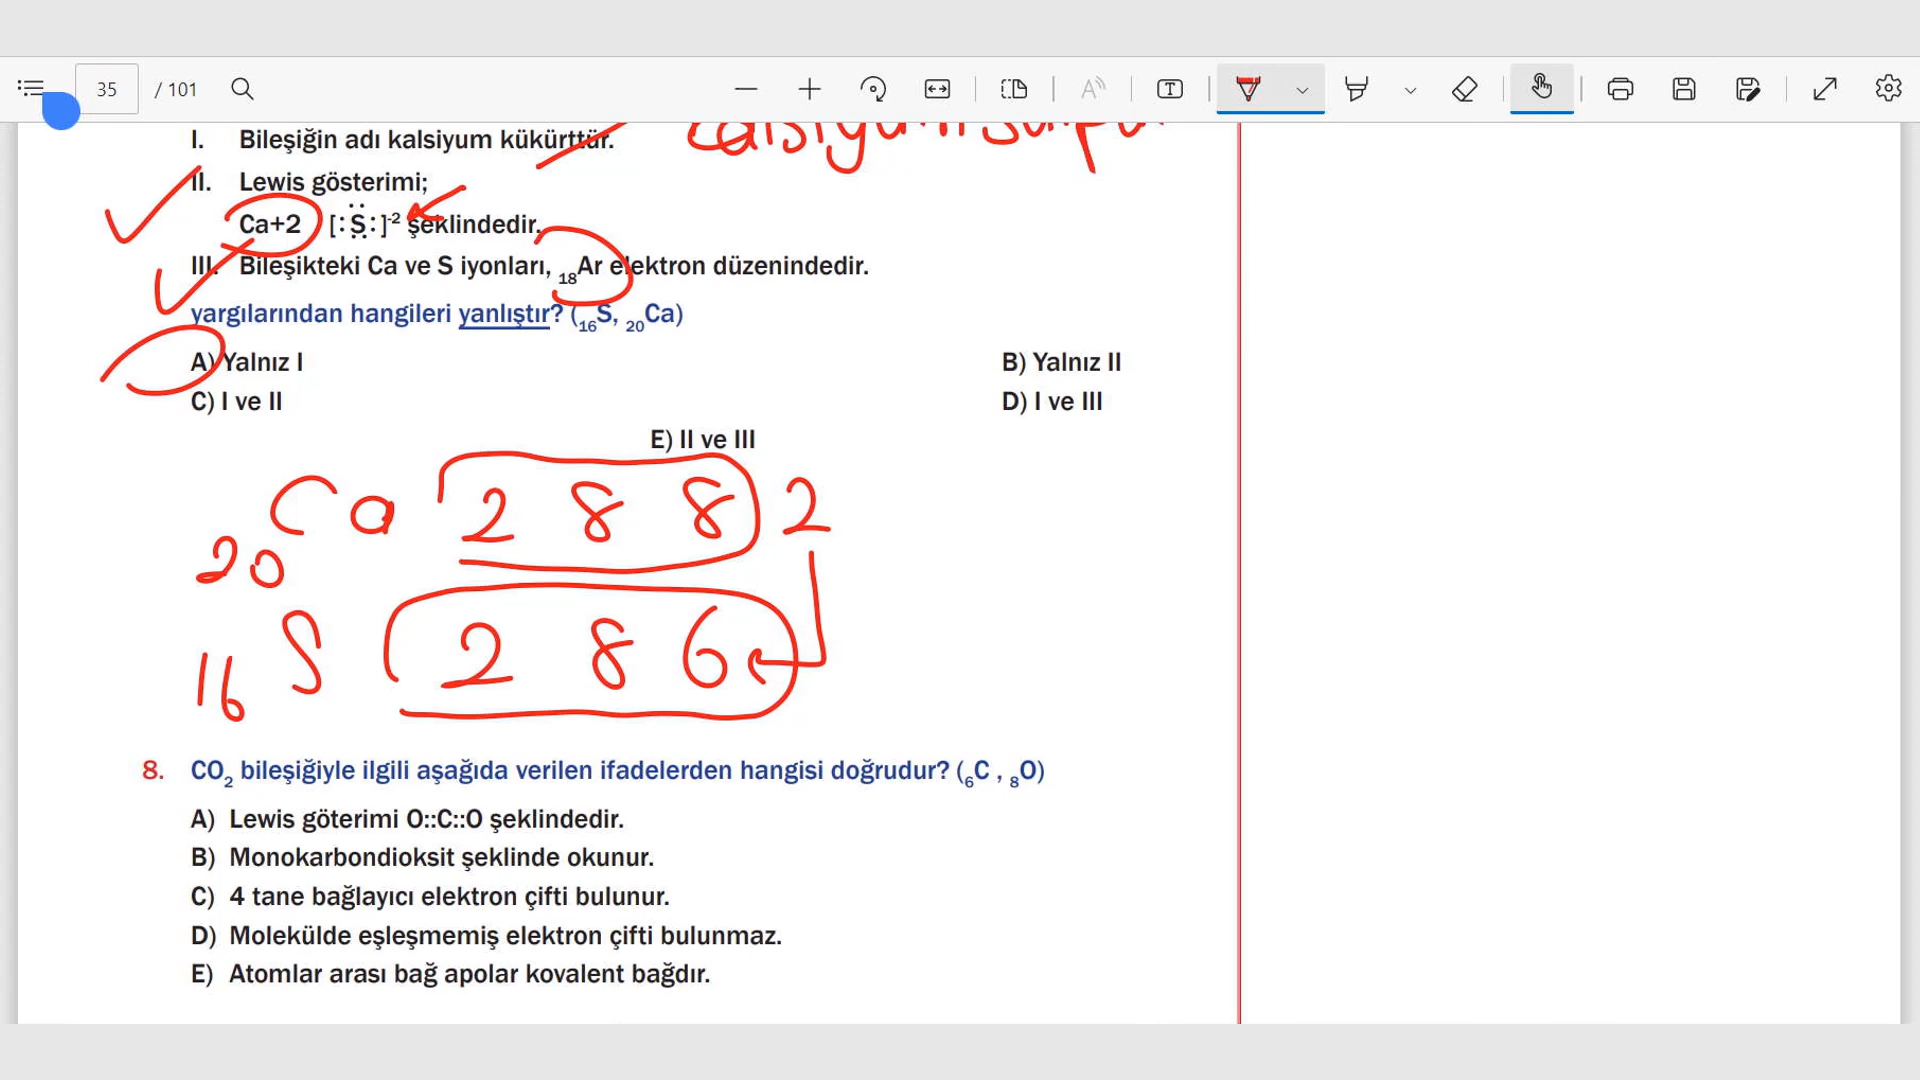 35 / 101
kalsiyum sülfür
I. Bileşiğin adı kalsiyum kükürttür.
II. Lewis gösterimi;
Ca+2 [:S:]-2 şeklindedir.
III. Bileşikteki Ca ve S iyonları, 18Ar elektron düzenindedir.
yargılarından hangileri yanlıştır? (16S, 20Ca)
A) Yalnız I B) Yalnız II
C) I ve II D) I ve III
E) II ve III
20Ca 2 8 8 2
16S 2 8 6
8. CO2 bileşiğiyle ilgili aşağıda verilen ifadelerden hangisi doğrudur? (6C , 8O)
A) Lewis göterimi O::C::O şeklindedir.
B) Monokarbondioksit şeklinde okunur.
C) 4 tane bağlayıcı elektron çifti bulunur.
D) Molekülde eşleşmemiş elektron çifti bulunmaz.
E) Atomlar arası bağ apolar kovalent bağdır.